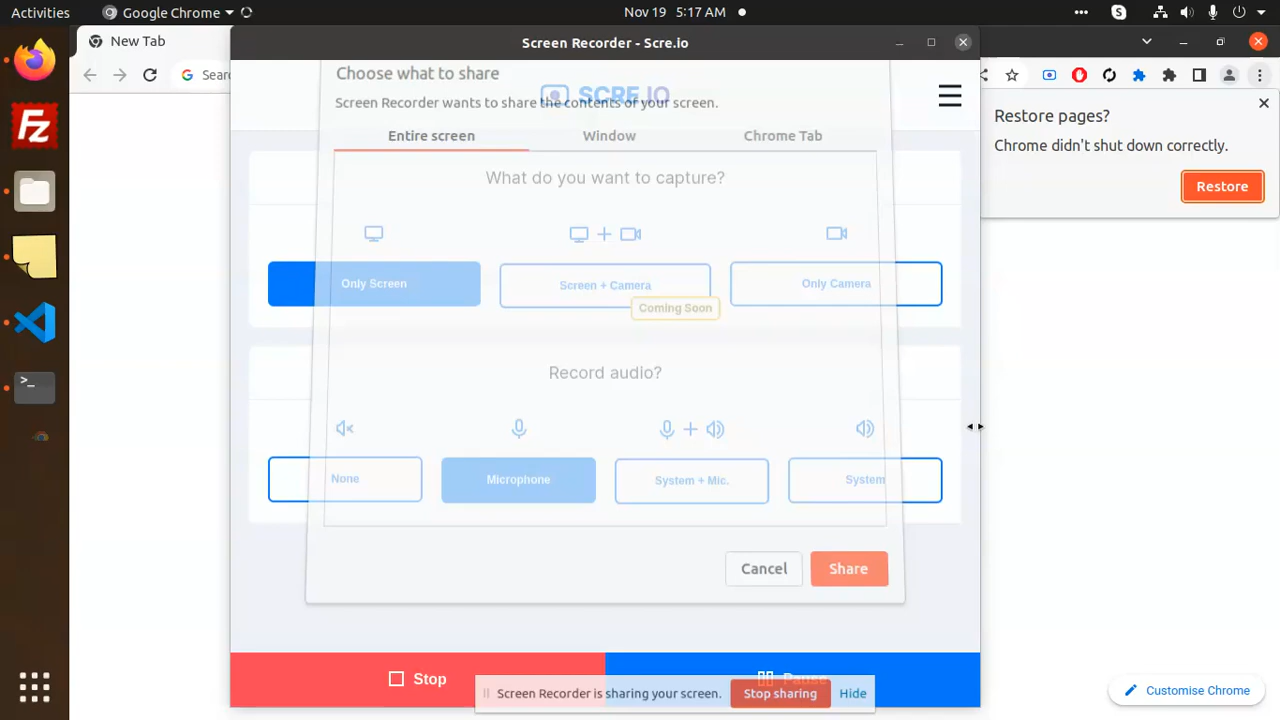 Activities
Google Chrome
Nov 19 5:17 AM
New Tab
Screen Recorder - Scre.io
Sear
Choose what to share
SCRE.IO
Screen Recorder wants to share the contents of your screen.
Entire screen
Window
Chrome Tab
What do you want to capture?
Only Screen
Screen + Camera
Only Camera
Coming Soon
Record audio?
None
Microphone
System + Mic.
System
Cancel
Share
Stop
Pause
Screen Recorder is sharing your screen.
Stop sharing
Hide
Restore pages?
Chrome didn't shut down correctly.
Restore
Customise Chrome